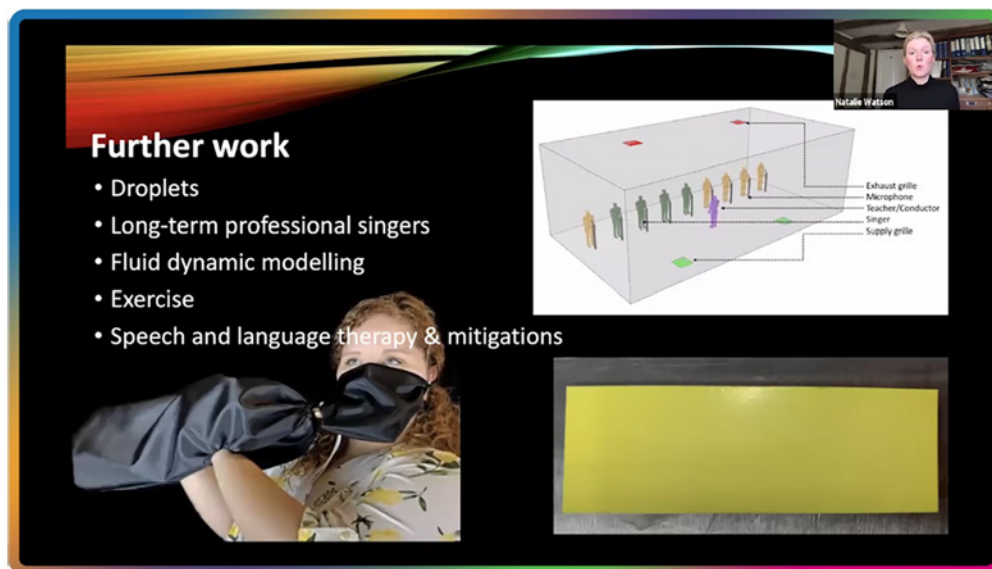 Natalie Watson
Further work
• Droplets
• Long-term professional singers
• Fluid dynamic modelling
• Exercise
• Speech and language therapy & mitigations
Exhaust grille
Microphone
Teacher/Conductor
Singer
Supply grille